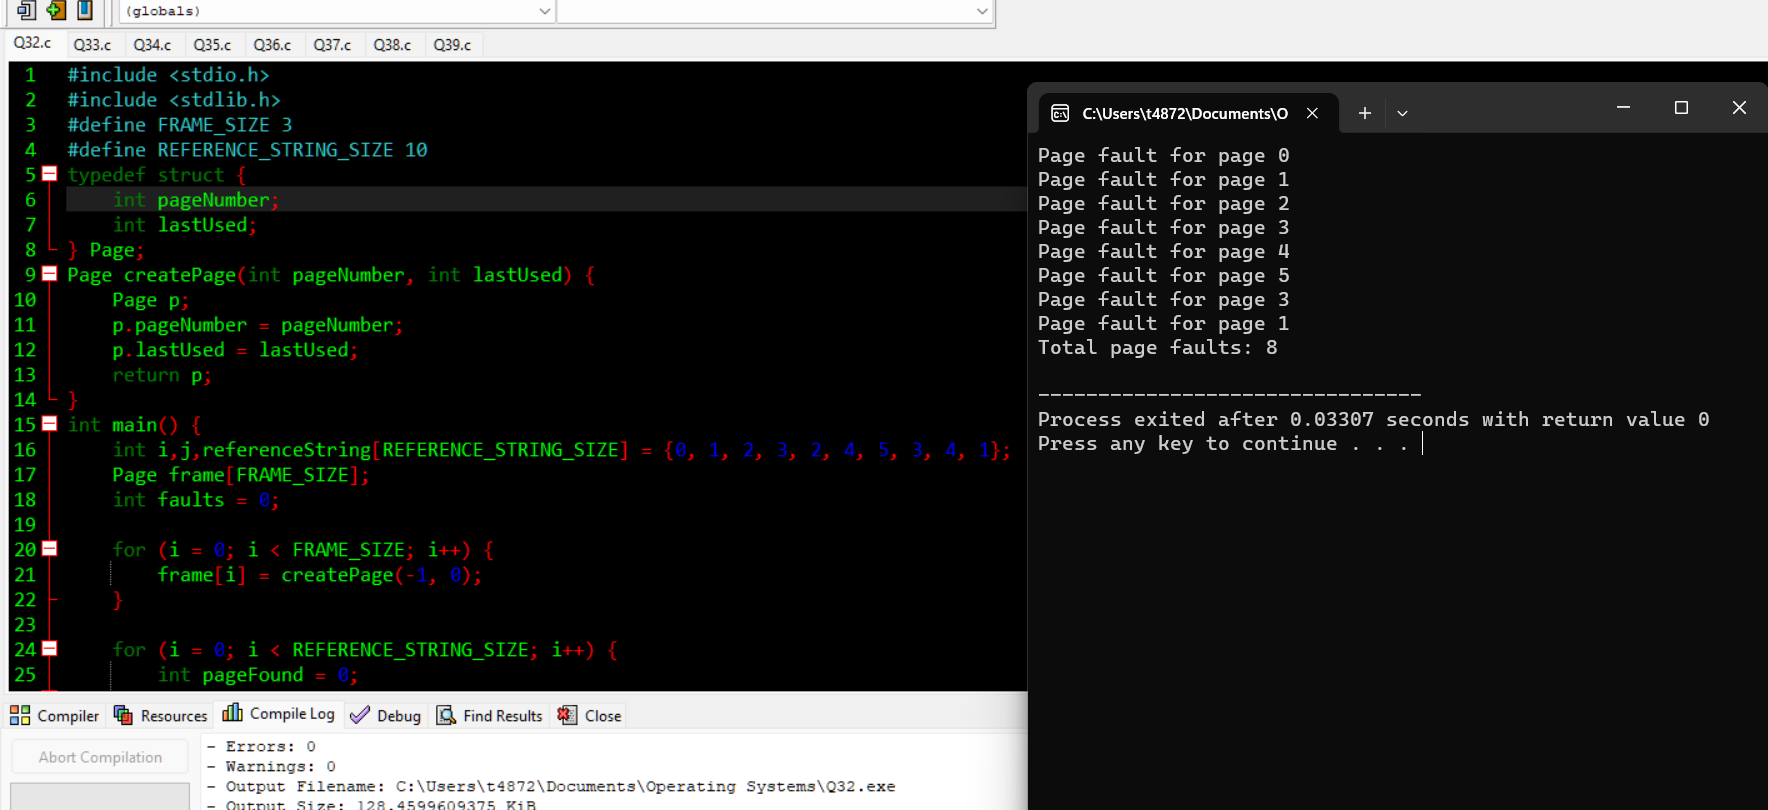 (globals)
Q32.c Q33.c Q34.c Q35.c Q36.c Q37.c Q38.c Q39.c
1 #include <stdio.h>
2 #include <stdlib.h>
3 #define FRAME_SIZE 3
4 #define REFERENCE_STRING_SIZE 10
5 typedef struct {
6 int pageNumber;
7 int lastUsed;
8 } Page;
9 Page createPage(int pageNumber, int lastUsed) {
10 Page p;
11 p.pageNumber = pageNumber;
12 p.lastUsed = lastUsed;
13 return p;
14 }
15 int main() {
16 int i,j,referenceString[REFERENCE_STRING_SIZE] = {0, 1, 2, 3, 2, 4, 5, 3, 4, 1};
17 Page frame[FRAME_SIZE];
18 int faults = 0;
19
20 for (i = 0; i < FRAME_SIZE; i++) {
21 frame[i] = createPage(-1, 0);
22 }
23
24 for (i = 0; i < REFERENCE_STRING_SIZE; i++) {
25 int pageFound = 0;
C:\Users\t4872\Documents\O
Page fault for page 0
Page fault for page 1
Page fault for page 2
Page fault for page 3
Page fault for page 4
Page fault for page 5
Page fault for page 3
Page fault for page 1
Total page faults: 8
--------------------------------
Process exited after 0.03307 seconds with return value 0
Press any key to continue . . .
Compiler Resources Compile Log Debug Find Results Close
Abort Compilation
- Errors: 0
- Warnings: 0
- Output Filename: C:\Users\t4872\Documents\Operating Systems\Q32.exe
- Output Size: 128.4599609375 KiB